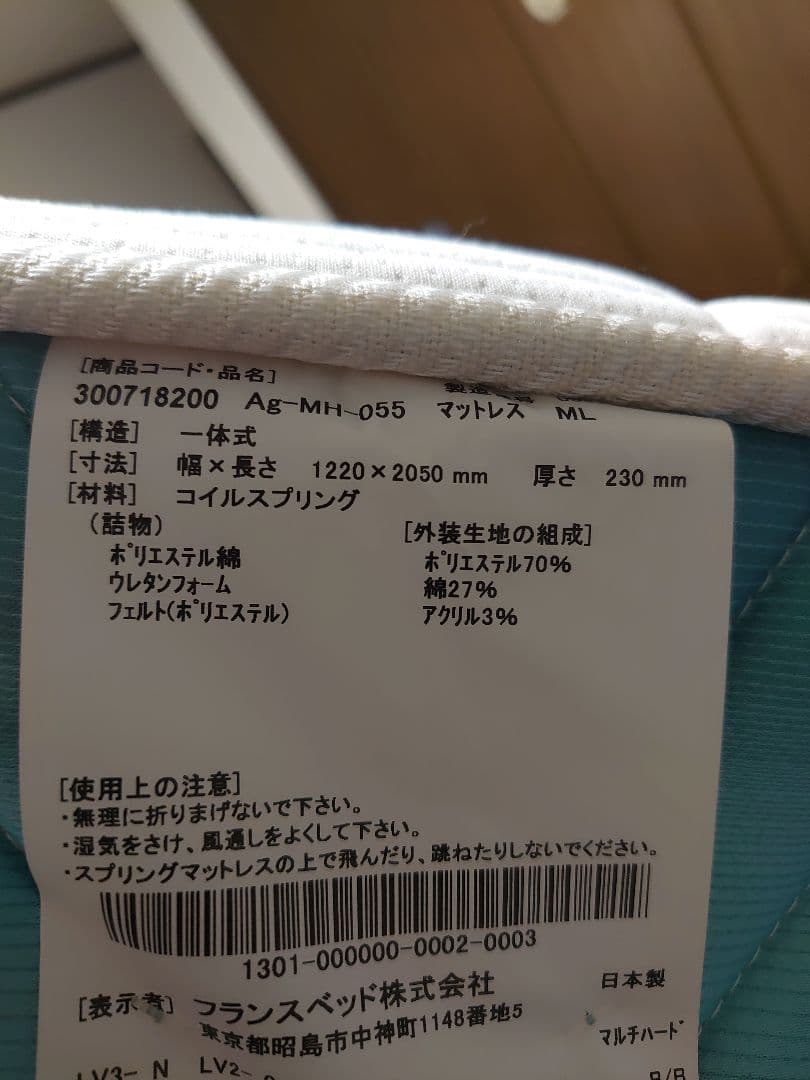 [商品コード・品名]
300718200 Ag-MH-055 マットレス ML
[構造] 一体式
[寸法] 幅×長さ 1220×2050 mm 厚さ 230 mm
[材料] コイルスプリング
(詰物)
ポリエステル綿
ウレタンフォーム
フェルト(ポリエステル)
[外装生地の組成]
ポリエステル70%
綿27%
アクリル3%
[使用上の注意]
・無理に折りまげないで下さい。
・湿気をさけ、風通しをよくして下さい。
・スプリングマットレスの上で飛んだり、跳ねたりしないでください。
1301-000000-0002-0003
[表示者] フランスベッド株式会社 日本製
東京都昭島市中神町1148番地5
マルチハード
LV3- N LV2-